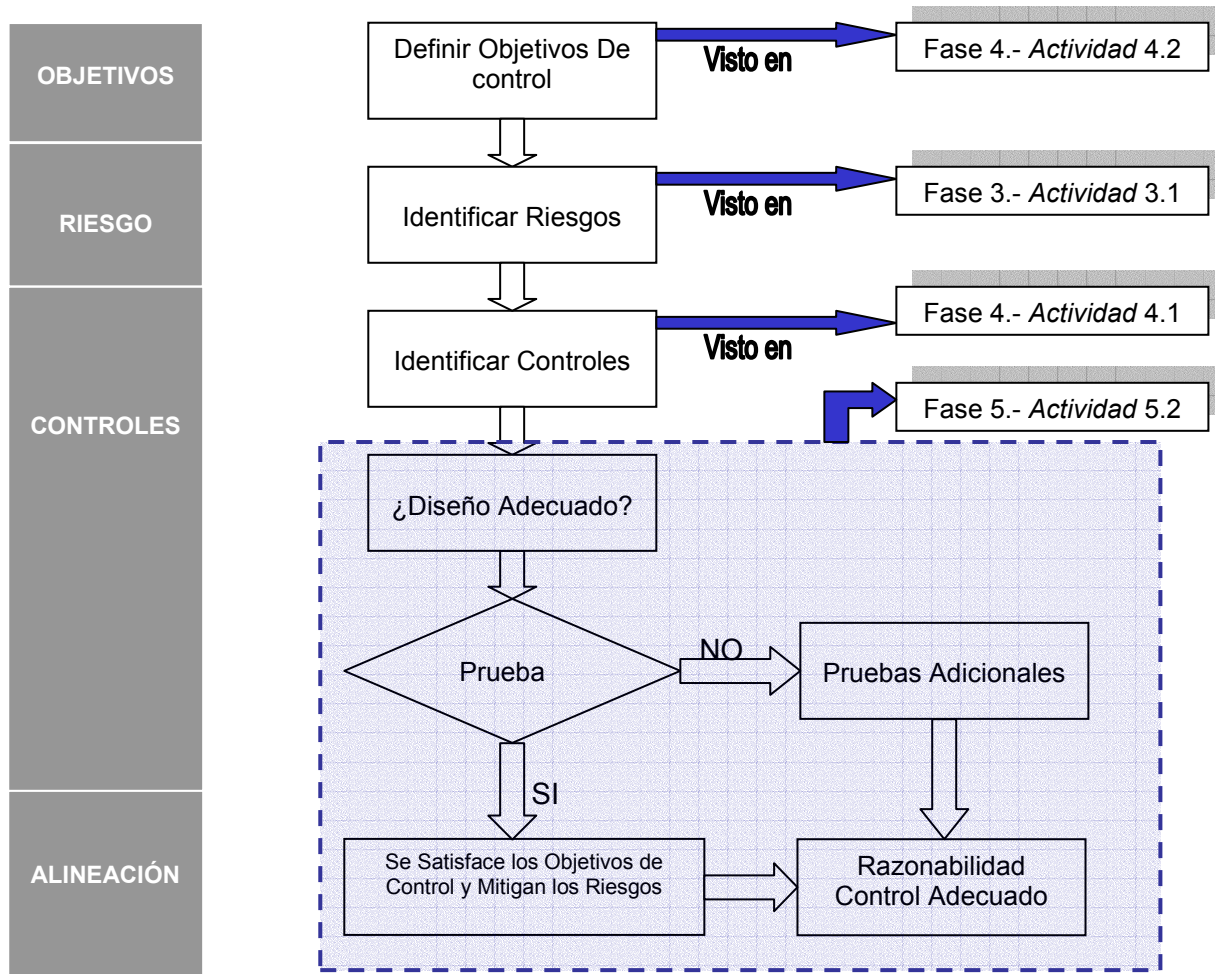 OBJETIVOS
Definir Objetivos De
control
Visto en
Fase 4.- Actividad 4.2
RIESGO
Identificar Riesgos
Visto en
Fase 3.- Actividad 3.1
CONTROLES
Identificar Controles
Visto en
Fase 4.- Actividad 4.1
Fase 5.- Actividad 5.2
¿Diseño Adecuado?
Prueba
NO
Pruebas Adicionales
SI
ALINEACIÓN
Se Satisface los Objetivos de
Control y Mitigan los Riesgos
Razonabilidad
Control Adecuado